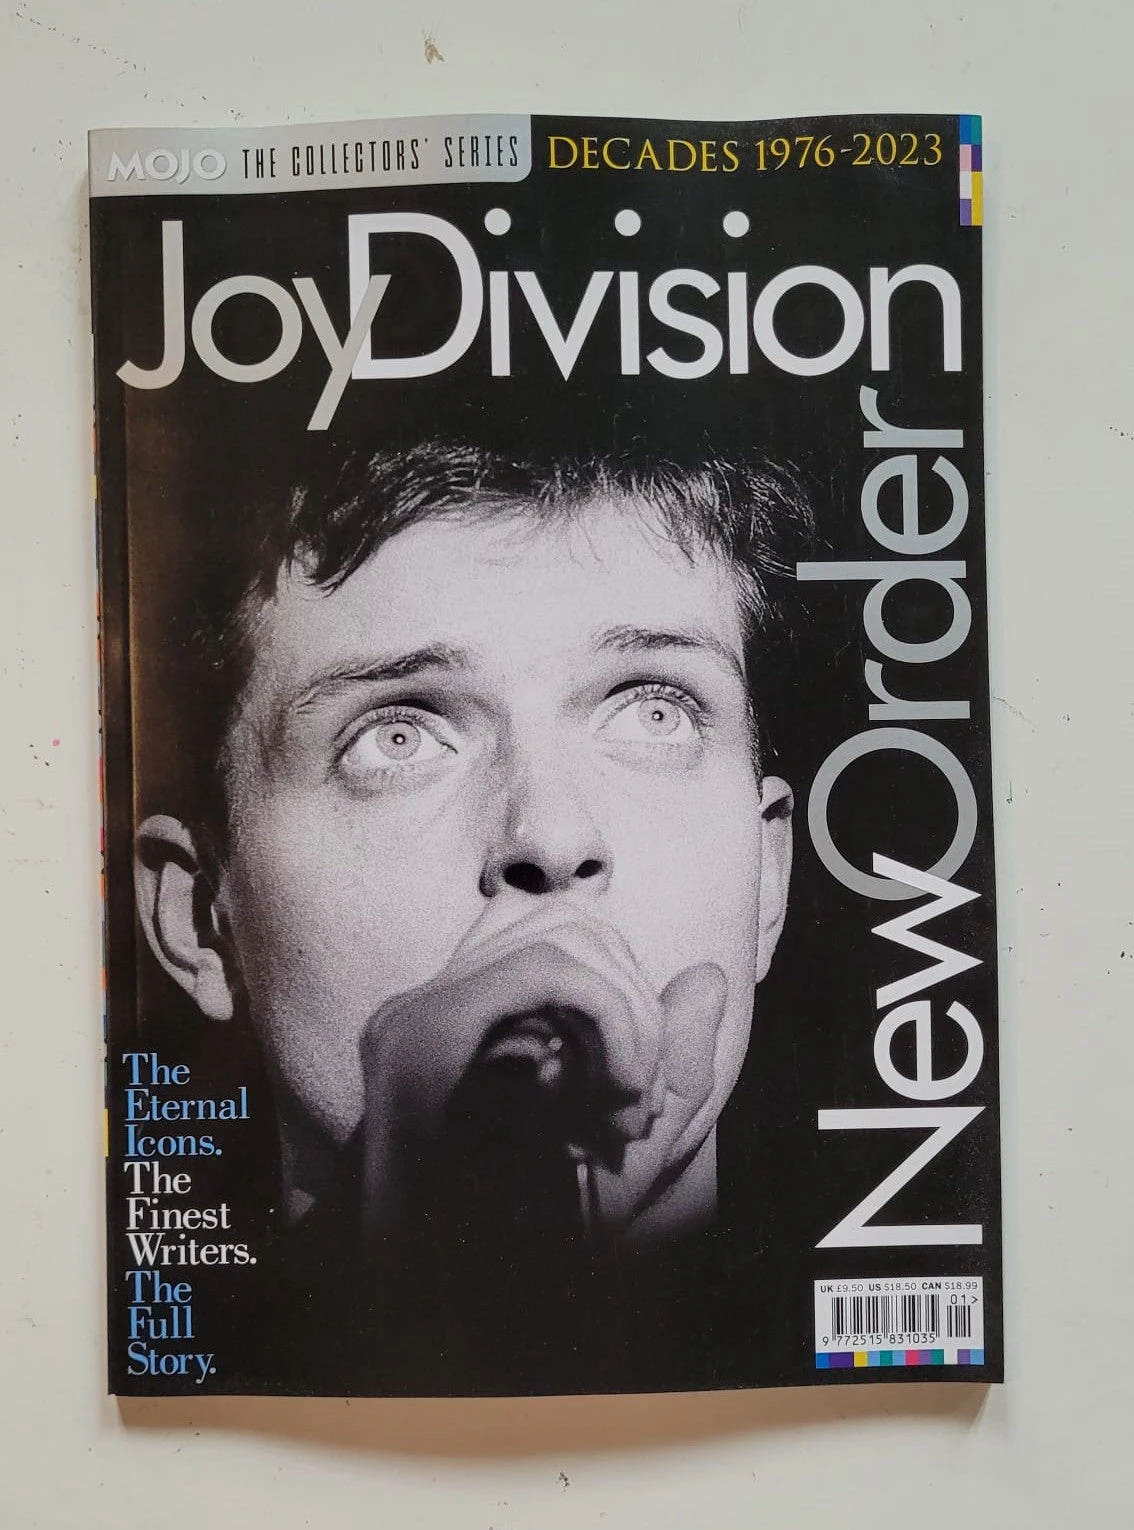 MOJO THE COLLECTORS' SERIES
DECADES 1976-2023
JoyDivision
NewOrder
The
Eternal
Icons.
The
Finest
Writers.
The
Full
Story.
UK £9.50 US $18.50 CAN $18.99
01>
9 772515 831035